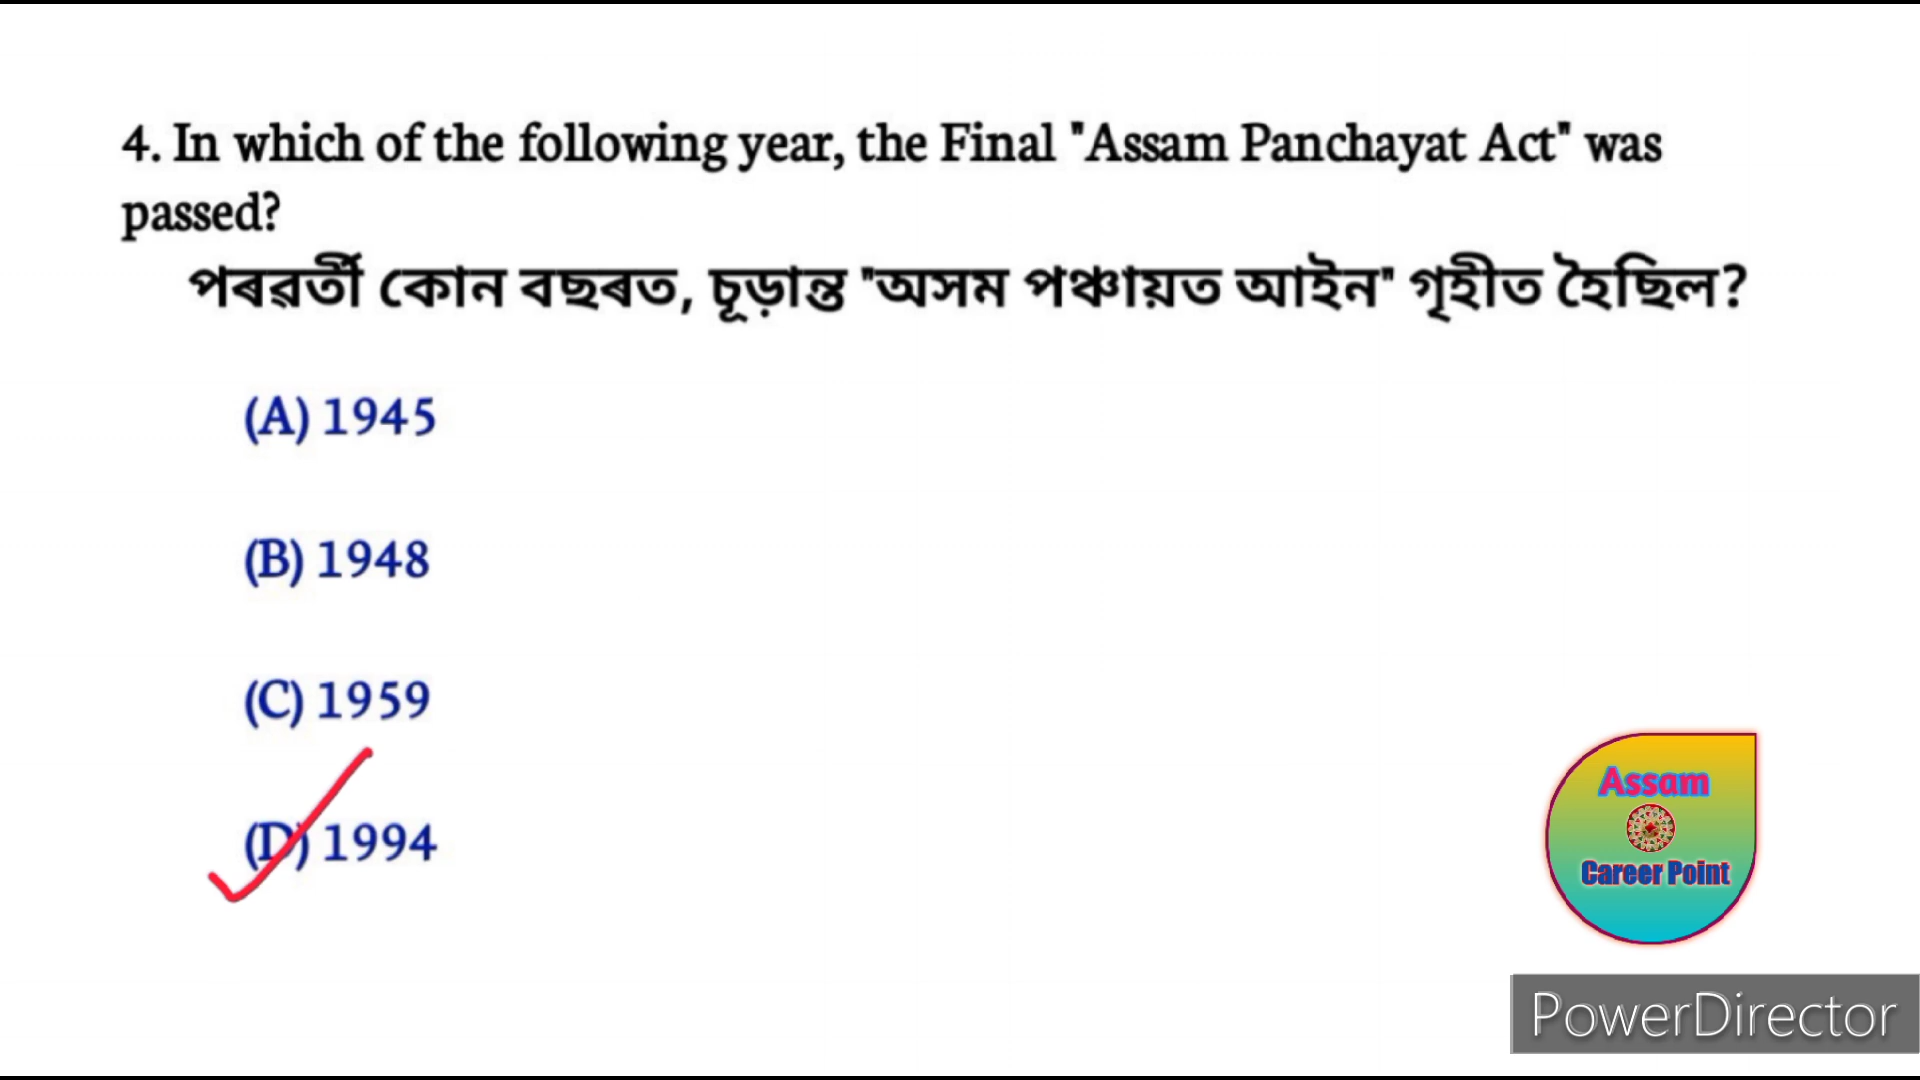 4. In which of the following year, the Final "Assam Panchayat Act" was
passed?
পৰৱৰ্তী কোন বছৰত, চূড়ান্ত "অসম পঞ্চায়ত আইন" গৃহীত হৈছিল?
(A) 1945
(B) 1948
(C) 1959
(D) 1994
Assam
Career Point
PowerDirector